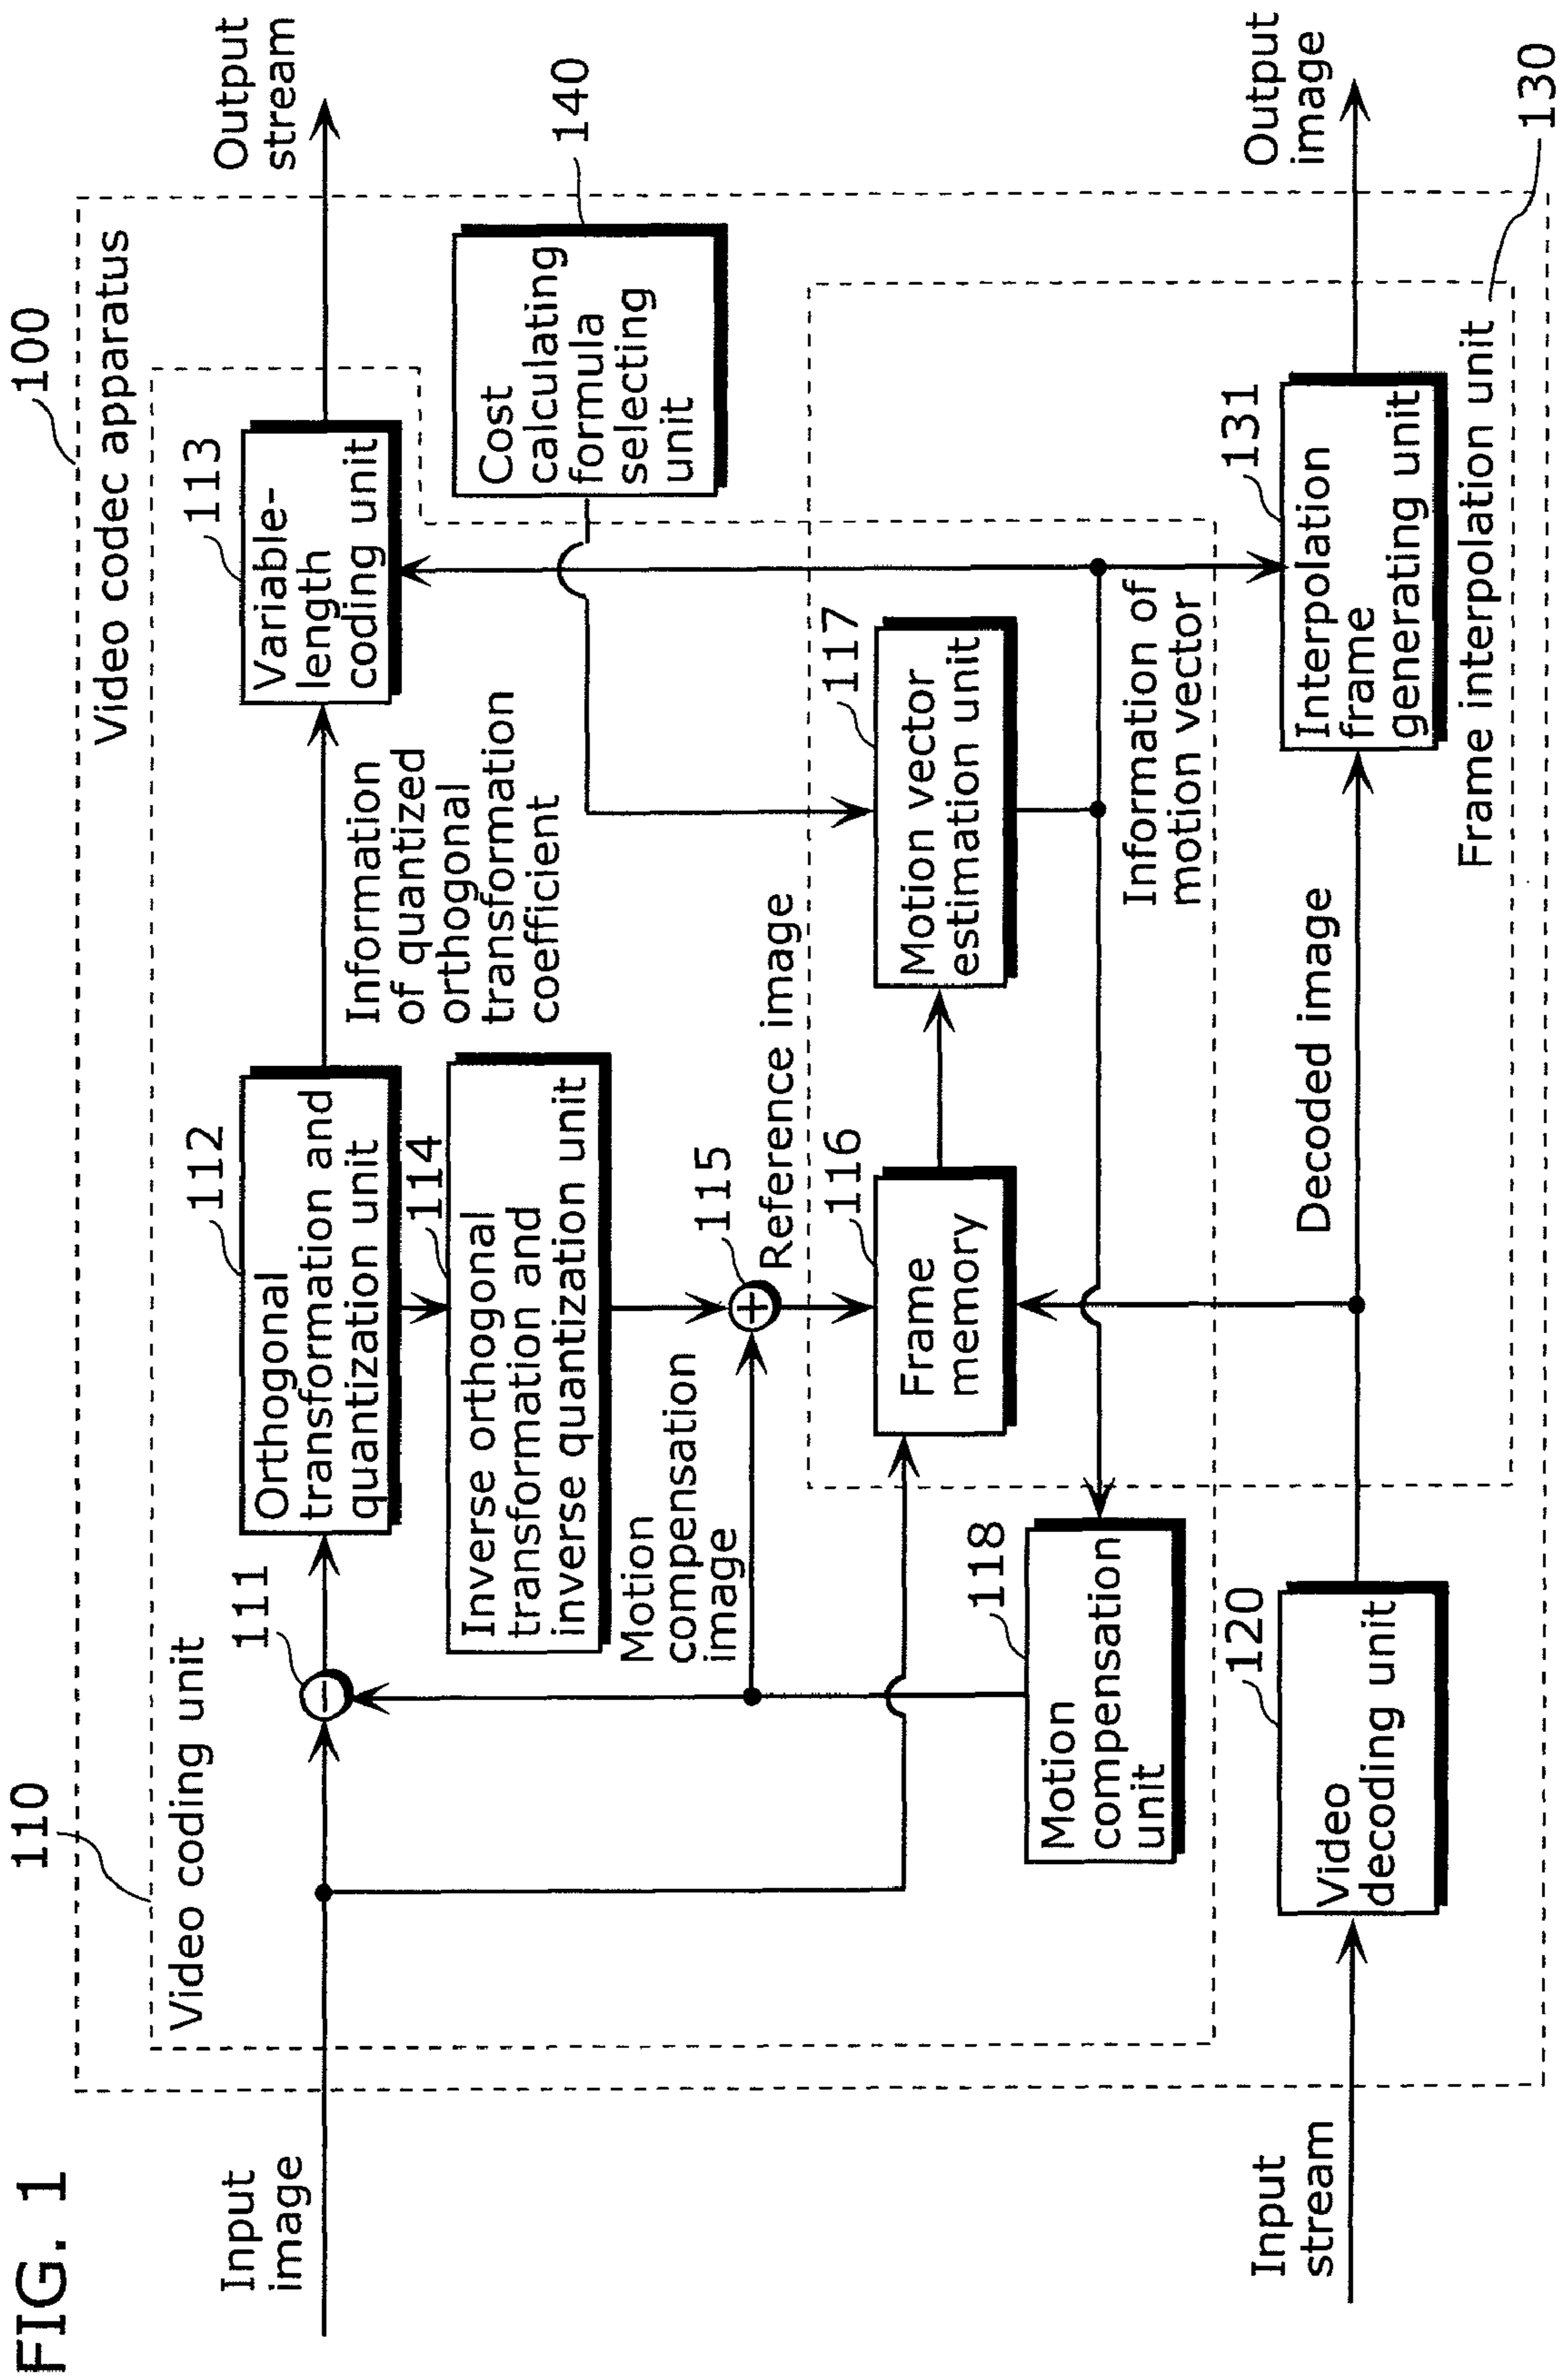 FIG. 1
100
Video codec apparatus
110
Video coding unit
Input
image
111
112
Orthogonal
transformation and
quantization unit
Information
of quantized
orthogonal
transformation
coefficient
113
Variable-
length
coding unit
Output
stream
114
Inverse orthogonal
transformation and
inverse quantization unit
140
Cost
calculating
formula
selecting
unit
Motion
compensation
image
115
Reference image
116
Frame
memory
117
Motion vector
estimation unit
118
Motion
compensation
unit
Information of
motion vector
Input
stream
120
Video
decoding unit
Decoded image
131
Interpolation
frame
generating unit
Output
image
Frame interpolation unit
130